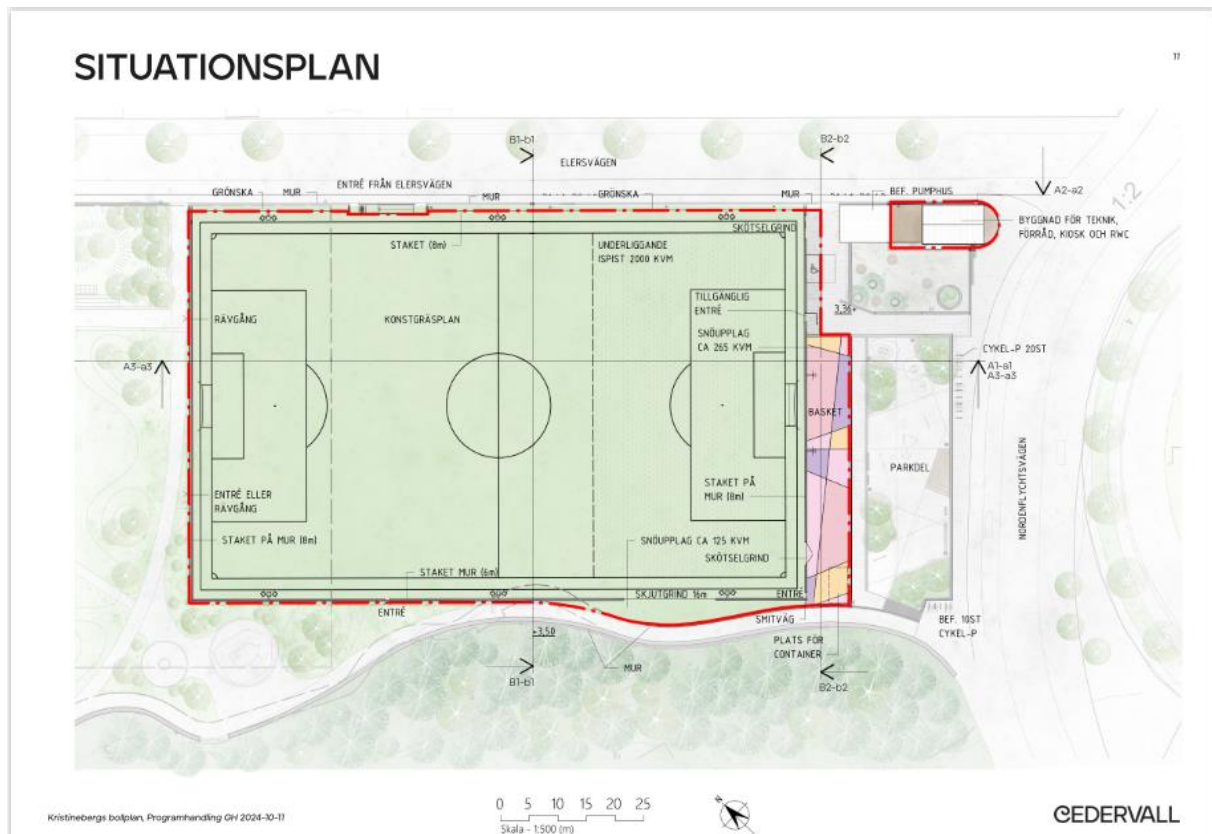 SITUATIONSPLAN
11
B1-b1
B2-b2
ELERSVÄGEN
A2-a2
1:2
GRÖNSKA
MUR
ENTRÉ FRÅN ELERSVÄGEN
MUR
GRÖNSKA
MUR
BEF. PUMPHUS
BYGGNAD FÖR TEKNIK,
FÖRRÅD, KIOSK OCH RWC
SKÖTSELGRIND
STAKET (8m)
UNDERLIGGANDE
ISPIST 2000 KVM
TILLGÄNGLIG
ENTRÉ
3,36
RÄVGÅNG
KONSTGRÄSPLAN
SNÖUPPLAG
CA 265 KVM
CYKEL-P 20ST
A3-a3
A1-a1
A3-a3
BASKET
PARKDEL
NORDENFLYCHTSVÄGEN
STAKET PÅ
MUR (8m)
ENTRÉ ELLER
RÄVGÅNG
STAKET PÅ MUR (8m)
SNÖUPPLAG CA 125 KVM
SKÖTSELGRIND
STAKET MUR (6m)
SKJUTGRIND 16m
ENTRÉ
ENTRÉ
SMITVÄG
BEF. 10ST
CYKEL-P
+3,50
PLATS FÖR
CONTAINER
MUR
B1-b1
B2-b2
0 5 10 15 20 25
Skala - 1:500 (m)
N
Kristinebergs bollplan, Programhandling GH 2024-10-11
CEDERVALL